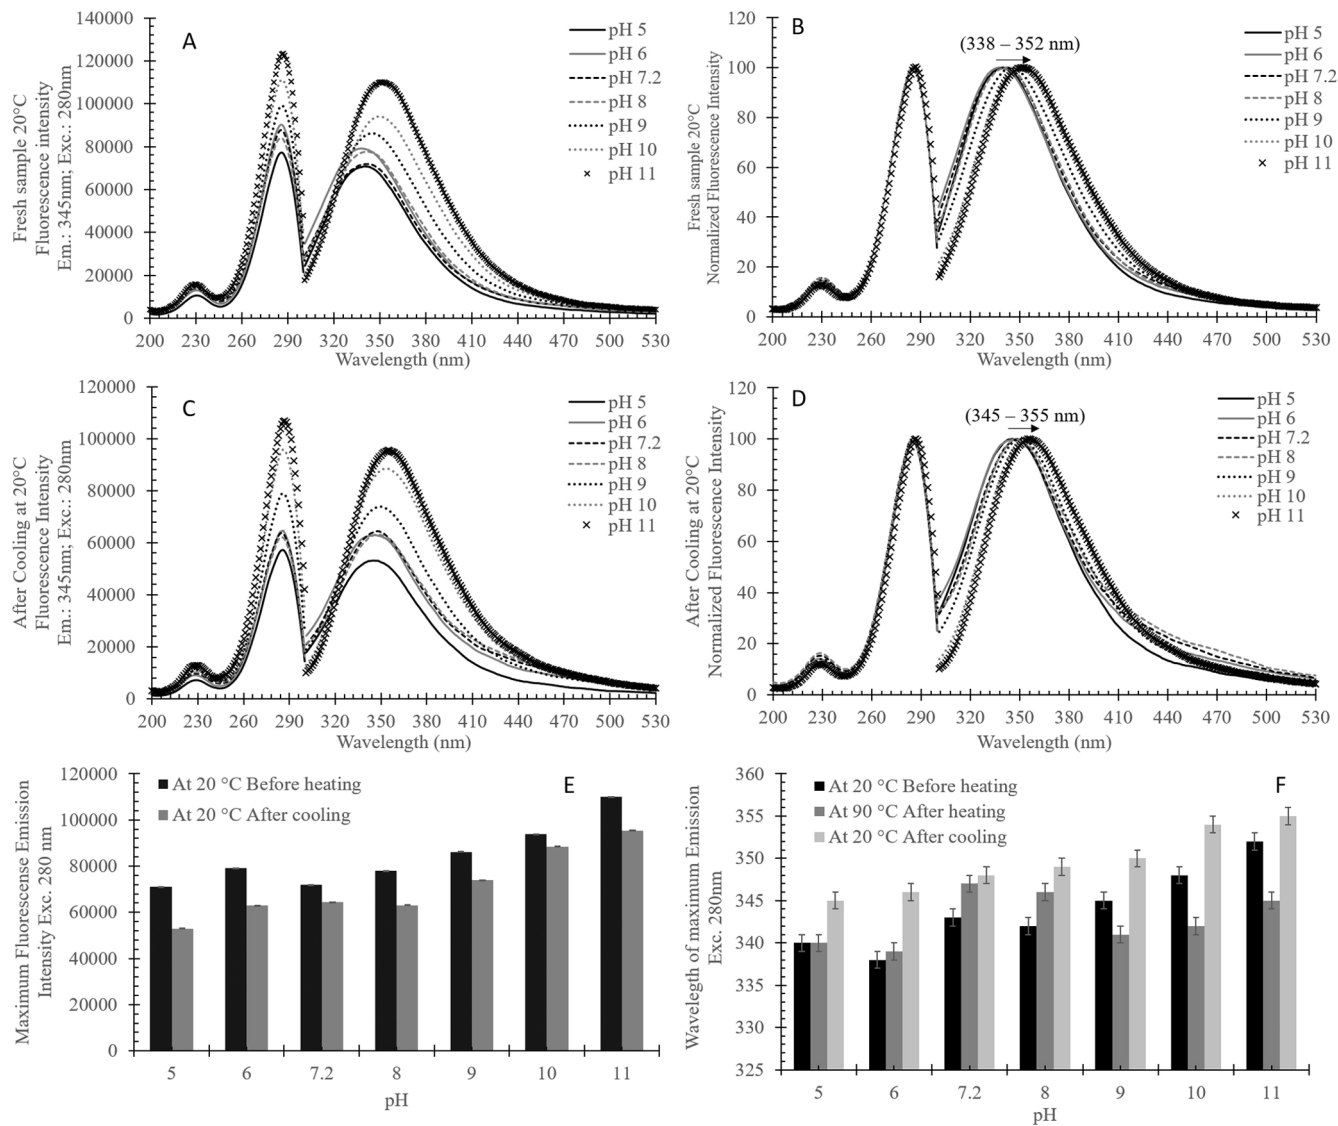 A
Fresh sample 20°C
Fluorescence intensity
Em.: 345nm; Exc.: 280nm
140000
120000
100000
80000
60000
40000
20000
0
200 230 260 290 320 350 380 410 440 470 500 530
Wavelength (nm)
pH 5
pH 6
pH 7.2
pH 8
pH 9
pH 10
pH 11
B
(338 – 352 nm)
Fresh sample 20°C
Normalized Fluorescence Intensity
120
100
80
60
40
20
0
200 230 260 290 320 350 380 410 440 470 500 530
Wavelength (nm)
pH 5
pH 6
pH 7.2
pH 8
pH 9
pH 10
pH 11
C
After Cooling at 20°C
Fluorescence Intensity
Em.: 345nm; Exc.: 280nm
120000
100000
80000
60000
40000
20000
0
200 230 260 290 320 350 380 410 440 470 500 530
Wavelength (nm)
pH 5
pH 6
pH 7.2
pH 8
pH 9
pH 10
pH 11
D
(345 – 355 nm)
After Cooling at 20°C
Normalized Fluorescence Intensity
120
100
80
60
40
20
0
200 230 260 290 320 350 380 410 440 470 500 530
Wavelength (nm)
pH 5
pH 6
pH 7.2
pH 8
pH 9
pH 10
pH 11
E
At 20 °C Before heating
At 20 °C After cooling
Maximum Fluorescense Emission
Intensity Exc. 280 nm
120000
100000
80000
60000
40000
20000
0
5 6 7.2 8 9 10 11
pH
F
At 20 °C Before heating
At 90 °C After heating
At 20 °C After cooling
Wavelegth of maximum Emission
Exc. 280nm
360
355
350
345
340
335
330
325
5 6 7.2 8 9 10 11
pH